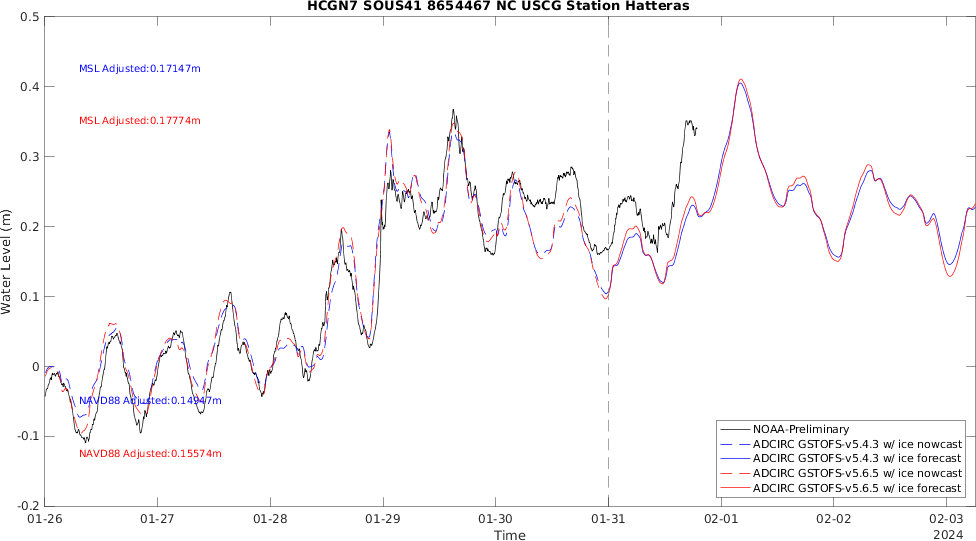 HCGN7 SOUS41 8654467 NC USCG Station Hatteras
0.5
0.4
0.3
0.2
0.1
0
-0.1
-0.2
Water Level (m)
MSL Adjusted:0.17147m
MSL Adjusted:0.17774m
NAVD88 Adjusted:0.14947m
NAVD88 Adjusted:0.15574m
NOAA-Preliminary
ADCIRC GSTOFS-v5.4.3 w/ ice nowcast
ADCIRC GSTOFS-v5.4.3 w/ ice forecast
ADCIRC GSTOFS-v5.6.5 w/ ice nowcast
ADCIRC GSTOFS-v5.6.5 w/ ice forecast
01-26 01-27 01-28 01-29 01-30 01-31 02-01 02-02 02-03
Time
2024